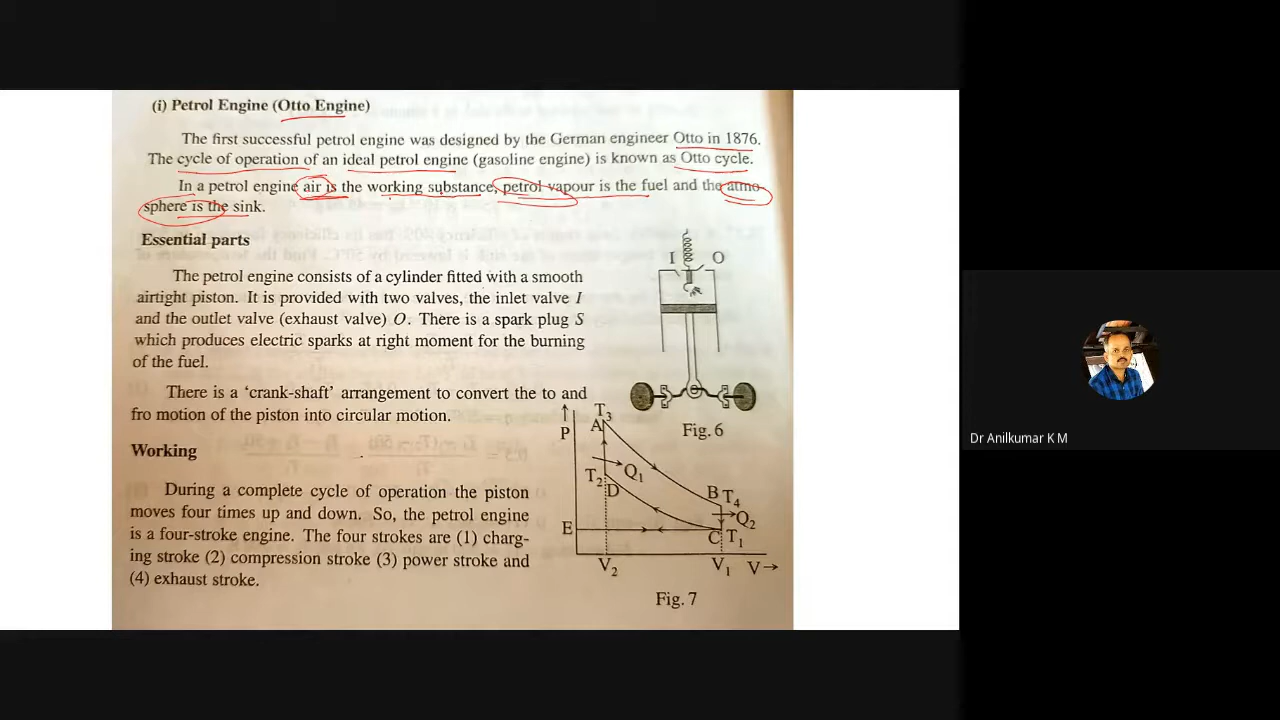 (i) Petrol Engine (Otto Engine)
The first successful petrol engine was designed by the German engineer Otto in 1876.
The cycle of operation of an ideal petrol engine (gasoline engine) is known as Otto cycle.
In a petrol engine air is the working substance, petrol vapour is the fuel and the atmo-
sphere is the sink.
Essential parts
The petrol engine consists of a cylinder fitted with a smooth
airtight piston. It is provided with two valves, the inlet valve I
and the outlet valve (exhaust valve) O. There is a spark plug S
which produces electric sparks at right moment for the burning
of the fuel.
There is a 'crank-shaft' arrangement to convert the to and
fro motion of the piston into circular motion.
Working
During a complete cycle of operation the piston
moves four times up and down. So, the petrol engine
is a four-stroke engine. The four strokes are (1) charg-
ing stroke (2) compression stroke (3) power stroke and
(4) exhaust stroke.
I O
Fig. 6
P
T3
A
Q1
T2
D
B T4
Q2
E
C T1
V2 V1 V→
Fig. 7
Dr Anilkumar K M